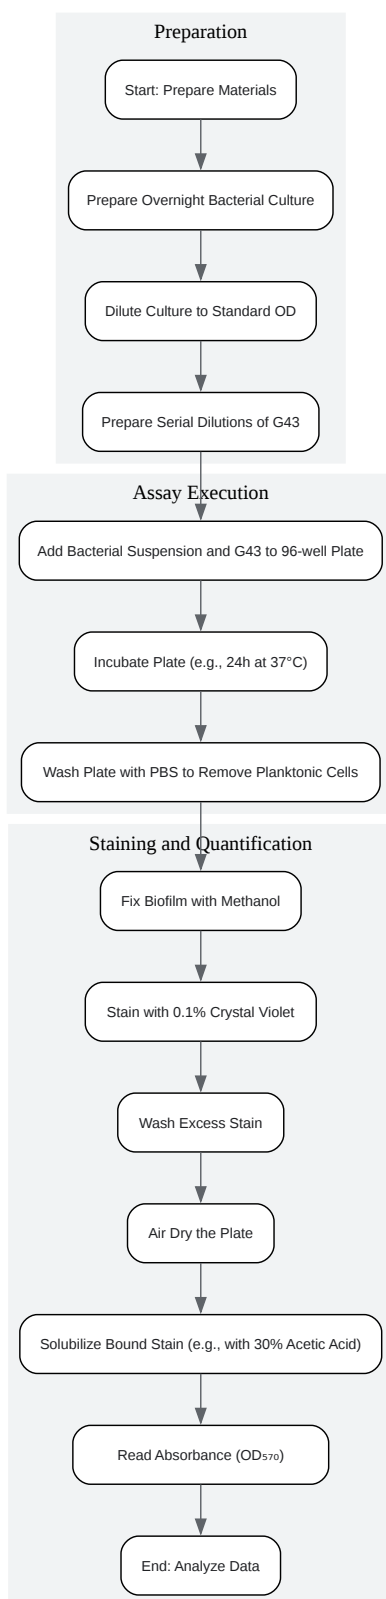 Preparation
Start: Prepare Materials
Prepare Overnight Bacterial Culture
Dilute Culture to Standard OD
Prepare Serial Dilutions of G43
Assay Execution
Add Bacterial Suspension and G43 to 96-well Plate
Incubate Plate (e.g., 24h at 37°C)
Wash Plate with PBS to Remove Planktonic Cells
Staining and Quantification
Fix Biofilm with Methanol
Stain with 0.1% Crystal Violet
Wash Excess Stain
Air Dry the Plate
Solubilize Bound Stain (e.g., with 30% Acetic Acid)
Read Absorbance (OD₅₇₀)
End: Analyze Data